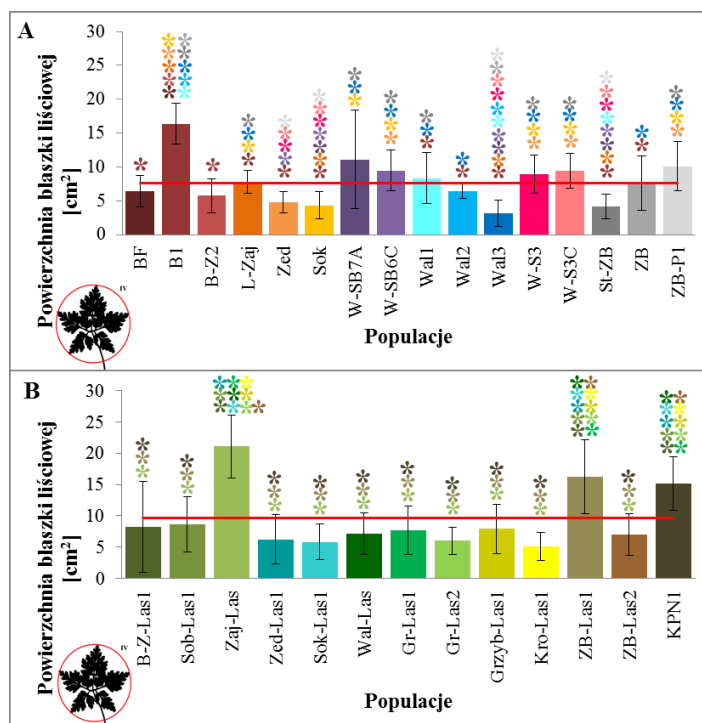 A
Powierzchnia blaszki liściowej
[cm²]
30
25
20
15
10
5
0
BF
B1
B-Z2
L-Zaj
Zed
Sok
W-SB7A
W-SB6C
Wal1
Wal2
Wal3
W-S3
W-S3C
St-ZB
ZB
ZB-P1
IV
Populacje
B
Powierzchnia blaszki liściowej
[cm²]
30
25
20
15
10
5
0
B-Z-Las1
Sob-Las1
Zaj-Las
Zed-Las1
Sok-Las1
Wal-Las
Gr-Las1
Gr-Las2
Grzyb-Las1
Kro-Las1
ZB-Las1
ZB-Las2
KPN1
IV
Populacje